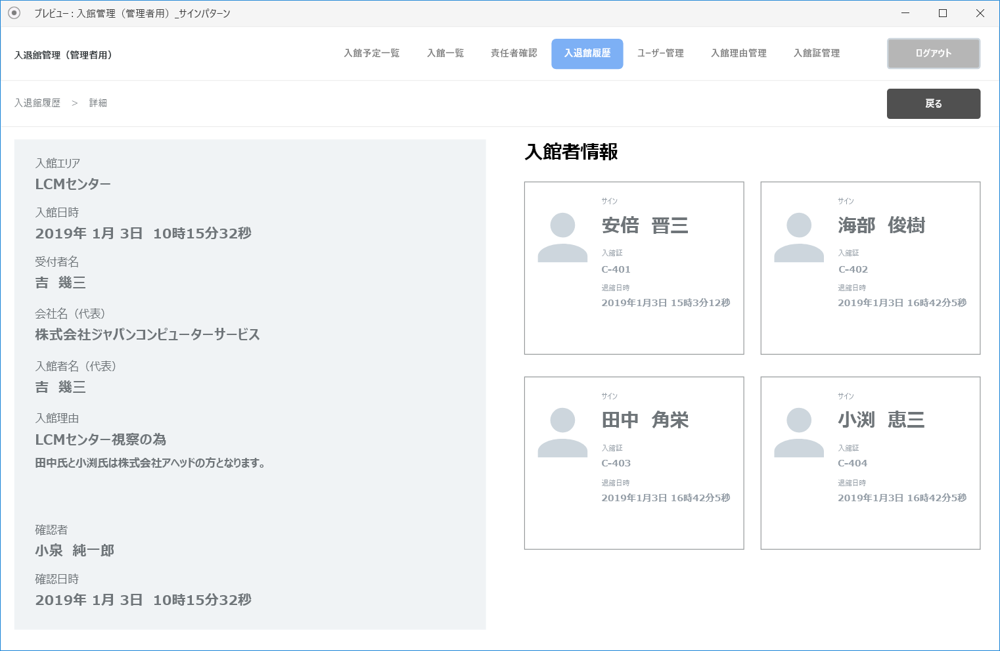 プレビュー : 入館管理（管理者用）_サインパターン
入退館管理（管理者用）
入館予定一覧 入館一覧 責任者確認 入退館履歴 ユーザー管理 入館理由管理 入館証管理 ログアウト
入退館履歴 > 詳細
戻る
入館エリア
LCMセンター
入館日時
2019年 1月 3日 10時15分32秒
受付者名
吉 幾三
会社名（代表）
株式会社ジャパンコンピューターサービス
入館者名（代表）
吉 幾三
入館理由
LCMセンター視察の為
田中氏と小渕氏は株式会社アヘッドの方となります。
確認者
小泉 純一郎
確認日時
2019年 1月 3日 10時15分32秒
入館者情報
サイン
安倍 晋三
入館証
C-401
退館日時
2019年1月3日 15時3分12秒
サイン
海部 俊樹
入館証
C-402
退館日時
2019年1月3日 16時42分5秒
サイン
田中 角栄
入館証
C-403
退館日時
2019年1月3日 16時42分5秒
サイン
小渕 恵三
入館証
C-404
退館日時
2019年1月3日 16時42分5秒